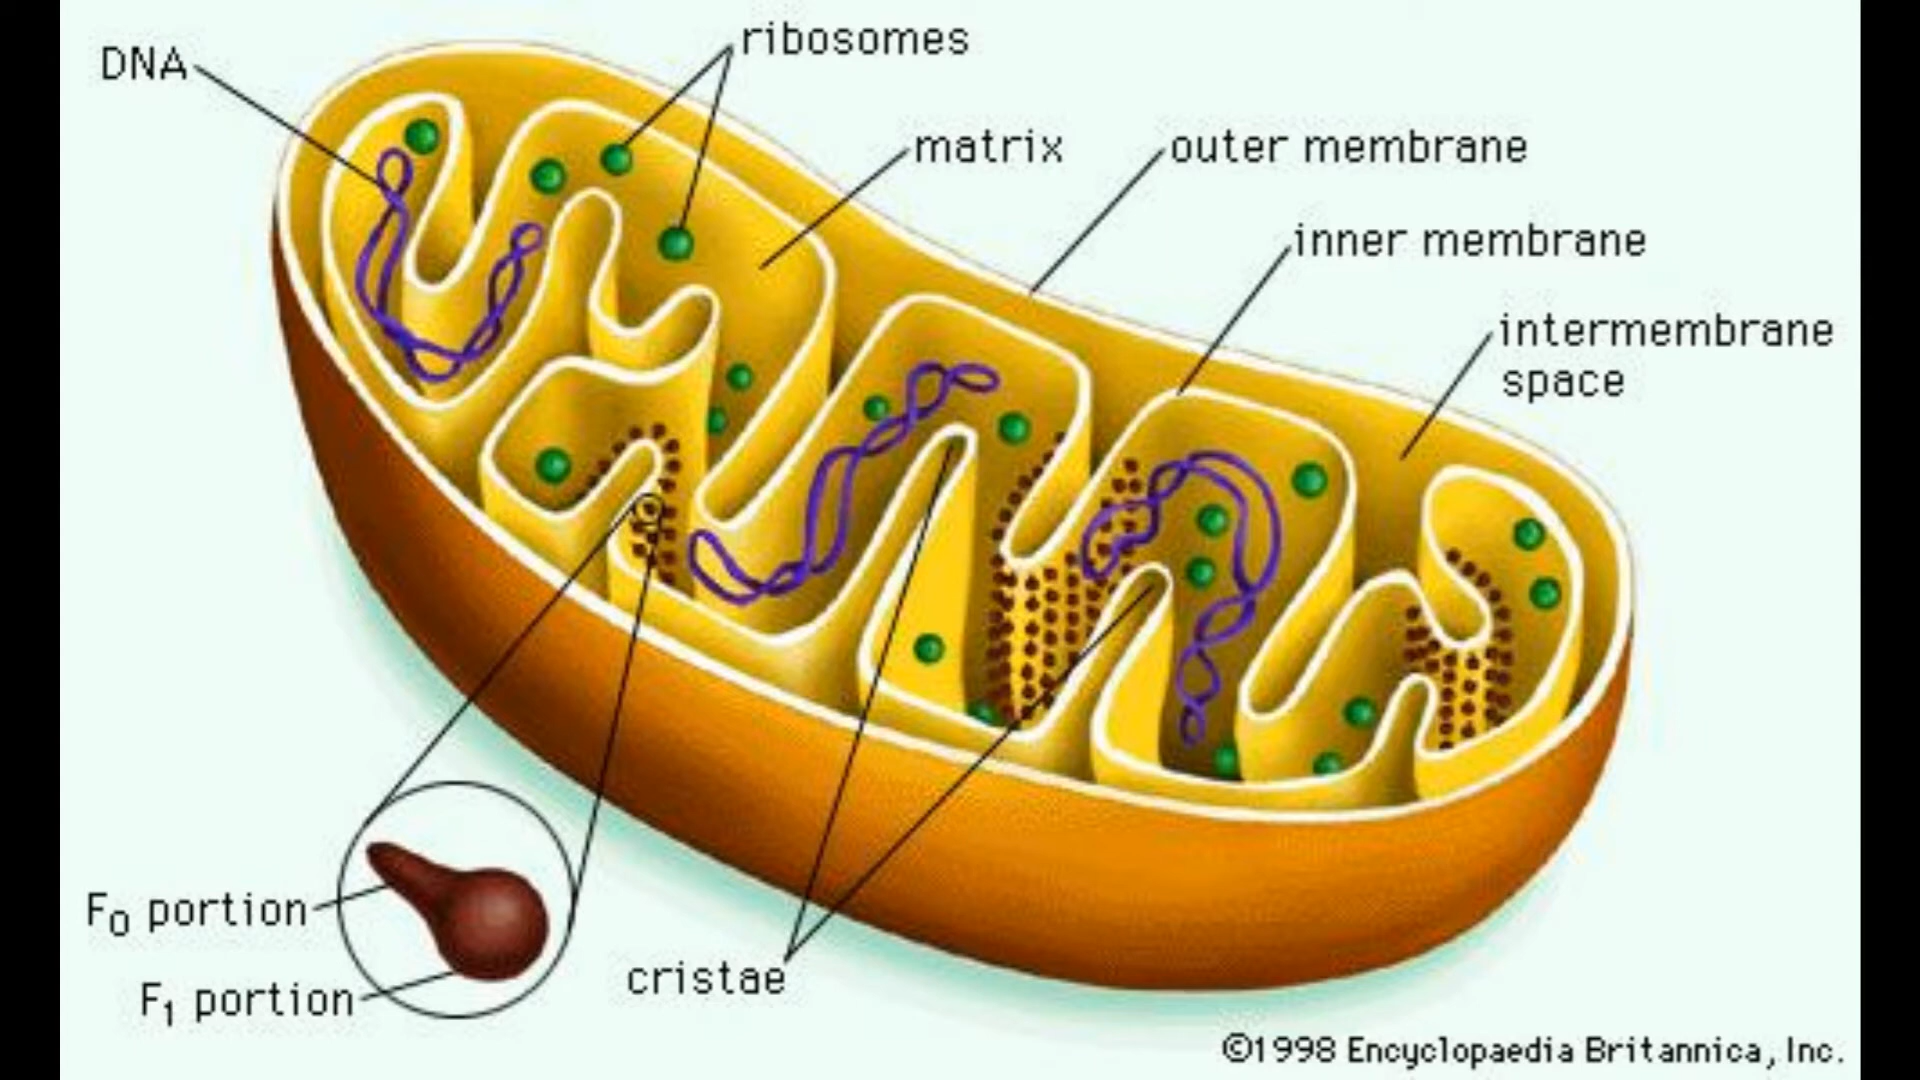 DNA
ribosomes
matrix
outer membrane
inner membrane
intermembrane
space
F₀ portion
F₁ portion
cristae
©1998 Encyclopaedia Britannica, Inc.